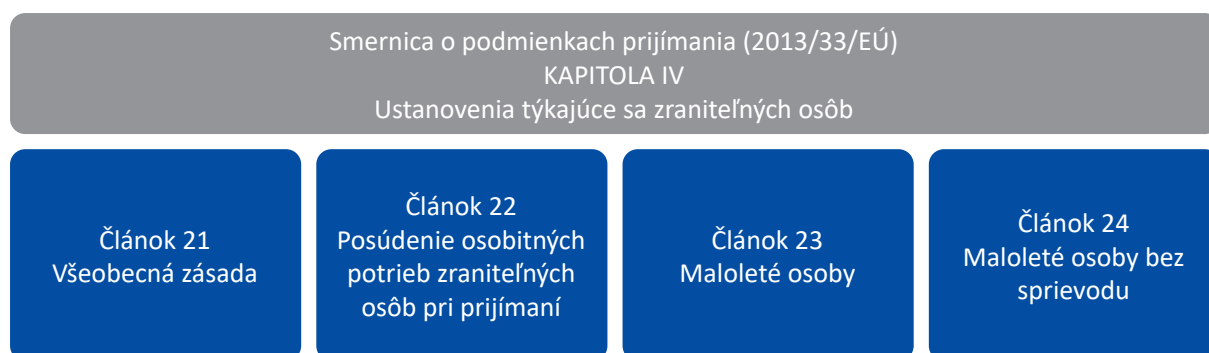 Smernica o podmienkach prijímania (2013/33/EÚ)
KAPITOLA IV
Ustanovenia týkajúce sa zraniteľných osôb
Článok 21
Všeobecná zásada
Článok 22
Posúdenie osobitných
potrieb zraniteľných
osôb pri prijímaní
Článok 23
Maloleté osoby
Článok 24
Maloleté osoby bez
sprievodu